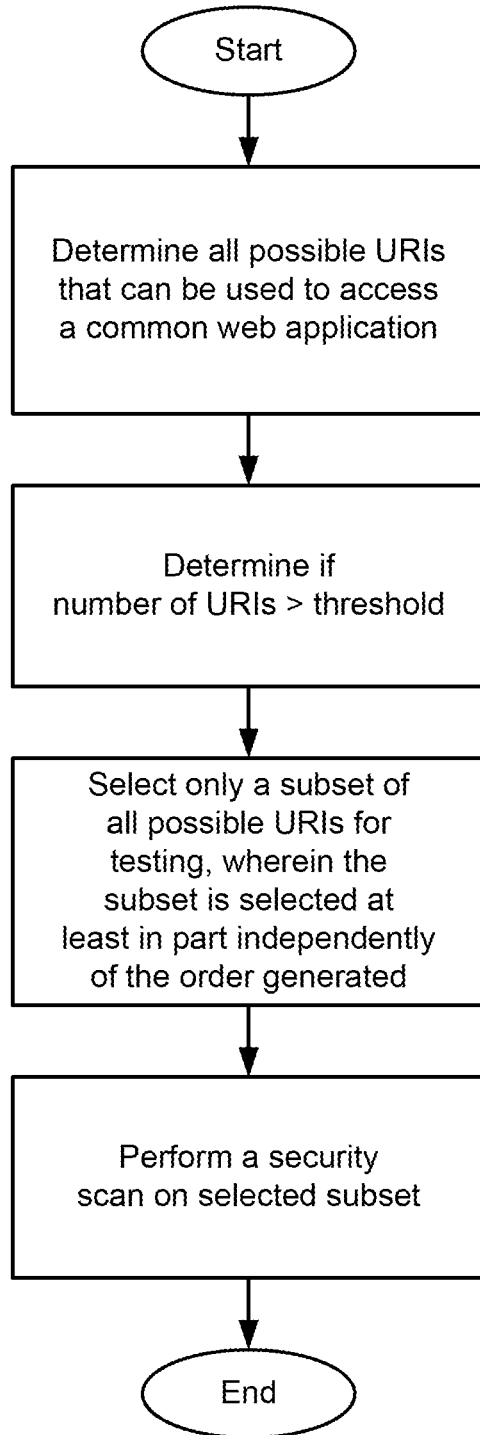 Start
Determine all possible URIs
that can be used to access
a common web application
Determine if
number of URIs > threshold
Select only a subset of
all possible URIs for
testing, wherein the
subset is selected at
least in part independently
of the order generated
Perform a security
scan on selected subset
End